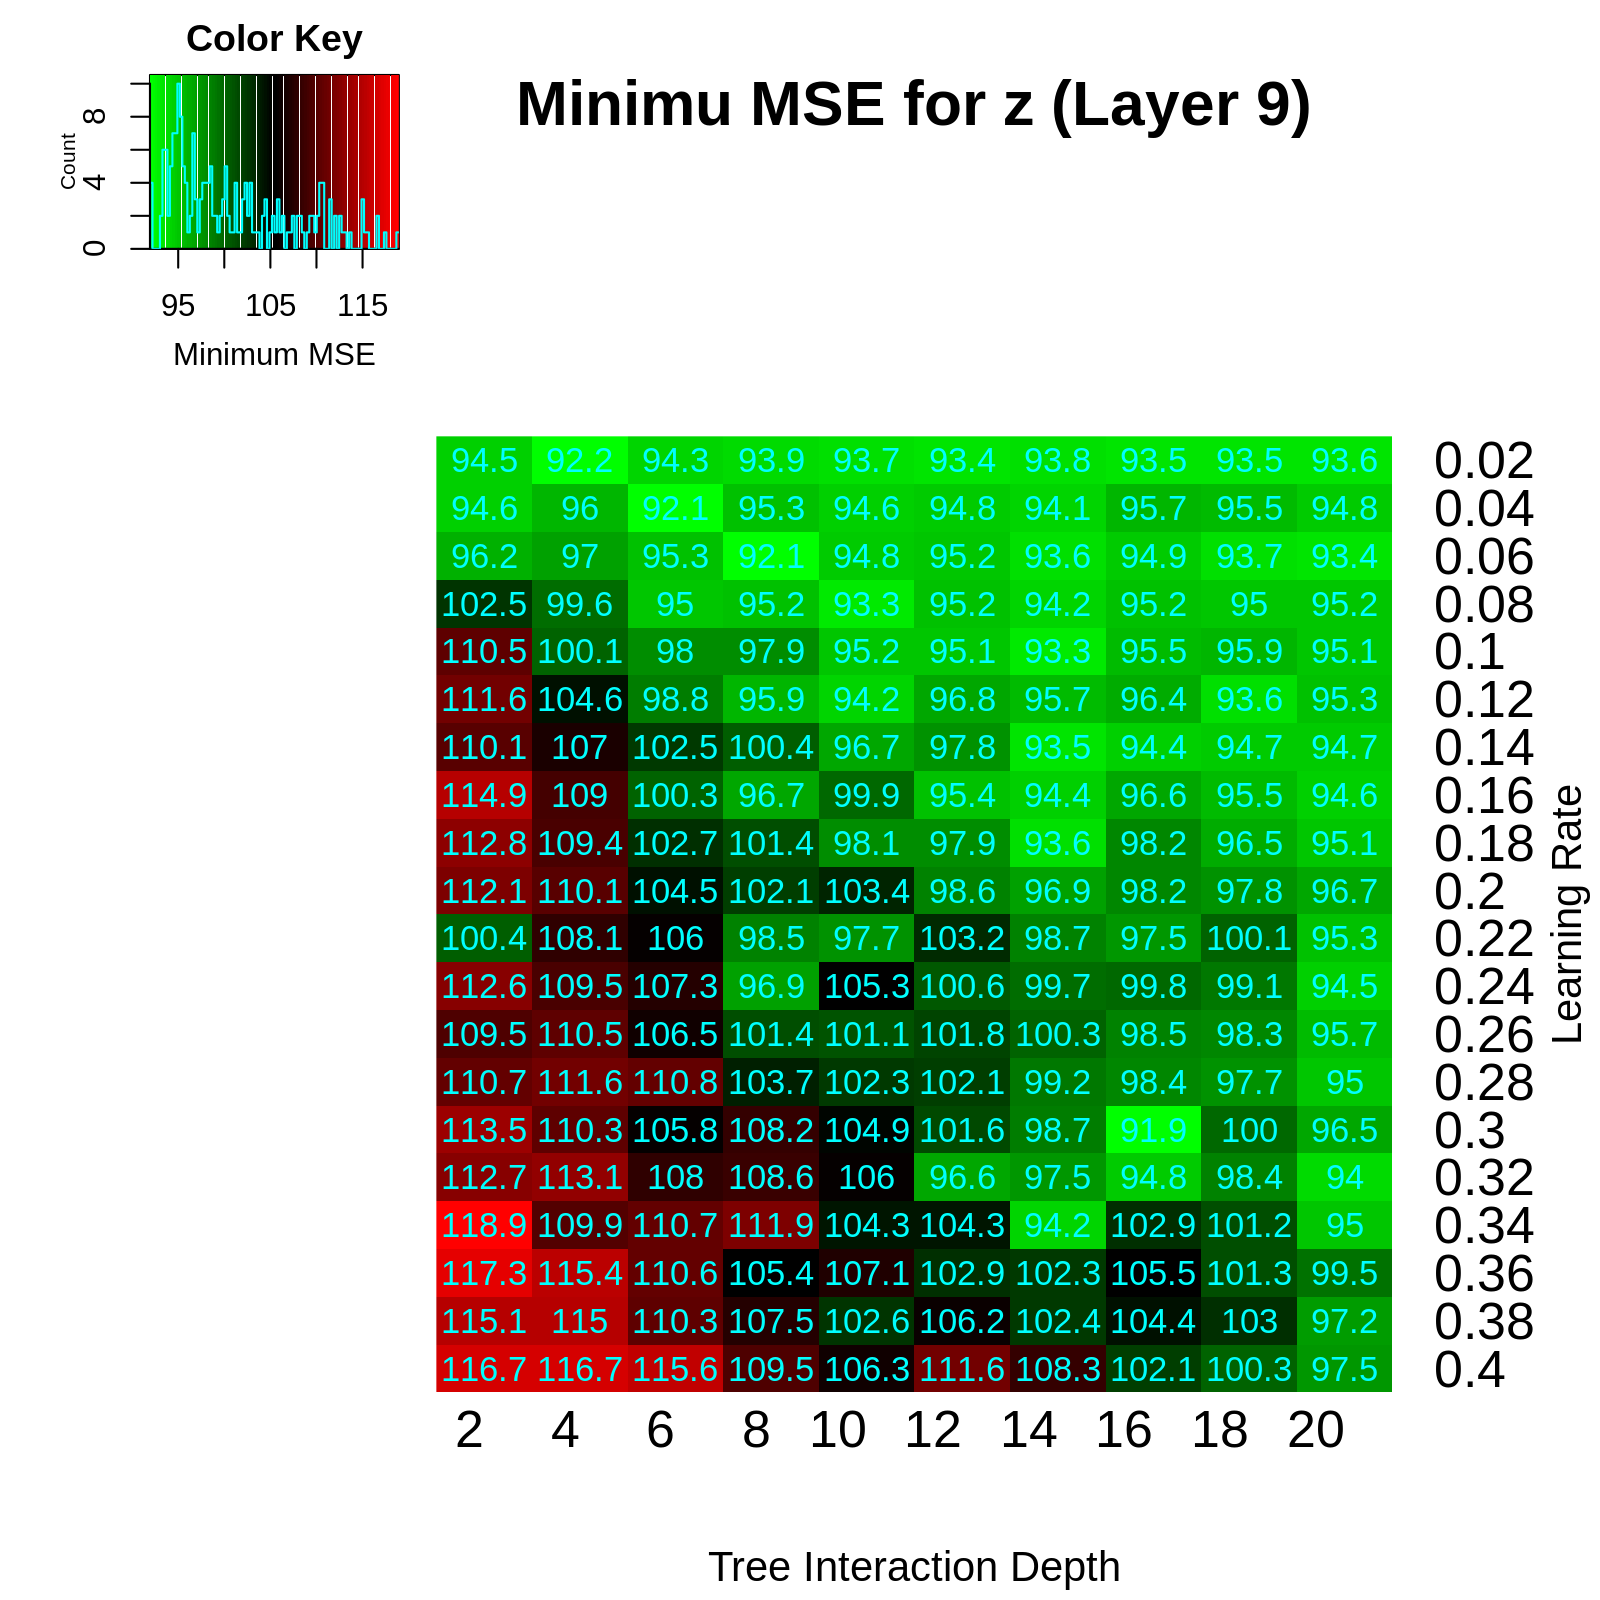 Color Key
Minimu MSE for z (Layer 9)
Count
0 4 8
95 105 115
Minimum MSE
94.5 92.2 94.3 93.9 93.7 93.4 93.8 93.5 93.5 93.6 0.02
94.6 96 92.1 95.3 94.6 94.8 94.1 95.7 95.5 94.8 0.04
96.2 97 95.3 92.1 94.8 95.2 93.6 94.9 93.7 93.4 0.06
102.5 99.6 95 95.2 93.3 95.2 94.2 95.2 95 95.2 0.08
110.5 100.1 98 97.9 95.2 95.1 93.3 95.5 95.9 95.1 0.1
111.6 104.6 98.8 95.9 94.2 96.8 95.7 96.4 93.6 95.3 0.12
110.1 107 102.5 100.4 96.7 97.8 93.5 94.4 94.7 94.7 0.14
114.9 109 100.3 96.7 99.9 95.4 94.4 96.6 95.5 94.6 0.16
112.8 109.4 102.7 101.4 98.1 97.9 93.6 98.2 96.5 95.1 0.18
112.1 110.1 104.5 102.1 103.4 98.6 96.9 98.2 97.8 96.7 0.2
100.4 108.1 106 98.5 97.7 103.2 98.7 97.5 100.1 95.3 0.22
112.6 109.5 107.3 96.9 105.3 100.6 99.7 99.8 99.1 94.5 0.24
109.5 110.5 106.5 101.4 101.1 101.8 100.3 98.5 98.3 95.7 0.26
110.7 111.6 110.8 103.7 102.3 102.1 99.2 98.4 97.7 95 0.28
113.5 110.3 105.8 108.2 104.9 101.6 98.7 91.9 100 96.5 0.3
112.7 113.1 108 108.6 106 96.6 97.5 94.8 98.4 94 0.32
118.9 109.9 110.7 111.9 104.3 104.3 94.2 102.9 101.2 95 0.34
117.3 115.4 110.6 105.4 107.1 102.9 102.3 105.5 101.3 99.5 0.36
115.1 115 110.3 107.5 102.6 106.2 102.4 104.4 103 97.2 0.38
116.7 116.7 115.6 109.5 106.3 111.6 108.3 102.1 100.3 97.5 0.4
Learning Rate
2 4 6 8 10 12 14 16 18 20
Tree Interaction Depth